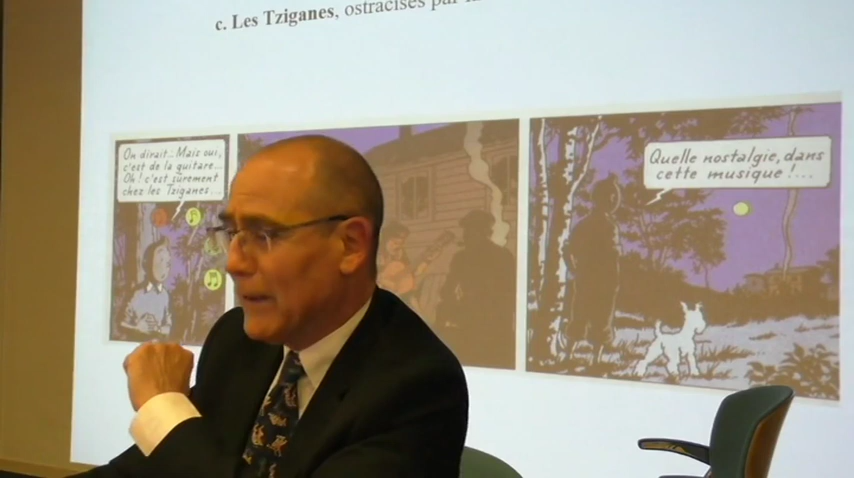 c. Les Tziganes, ostracisés par
On dirait... Mais oui,
c'est de la guitare...
Oh! c'est sûrement
chez les Tziganes...
Quelle nostalgie, dans
cette musique!....